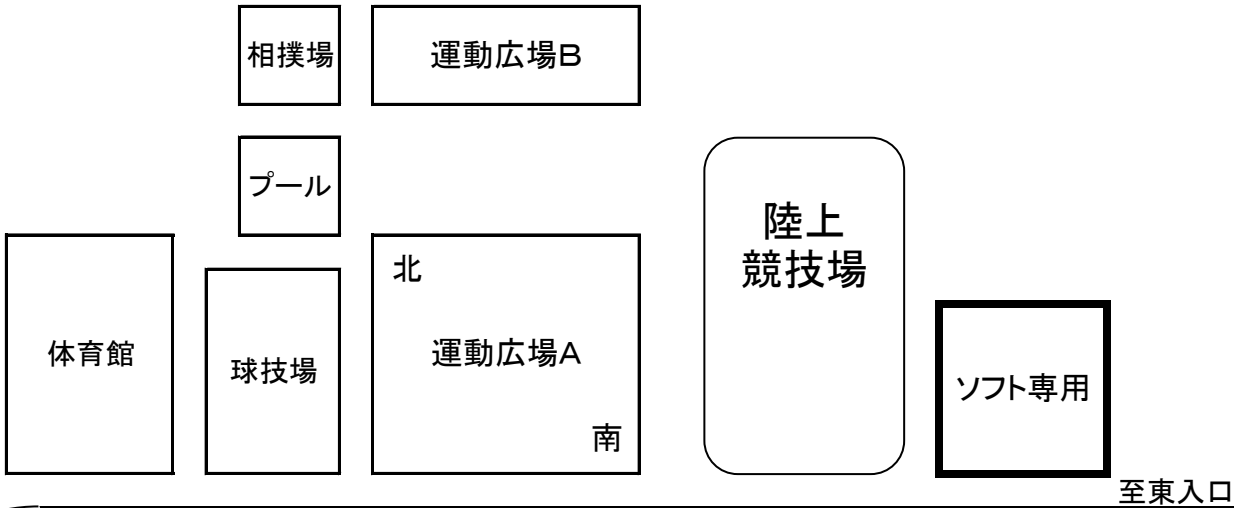 相撲場
運動広場B
プール
陸上
競技場
北
体育館
球技場
運動広場A
ソフト専用
南
至東入口